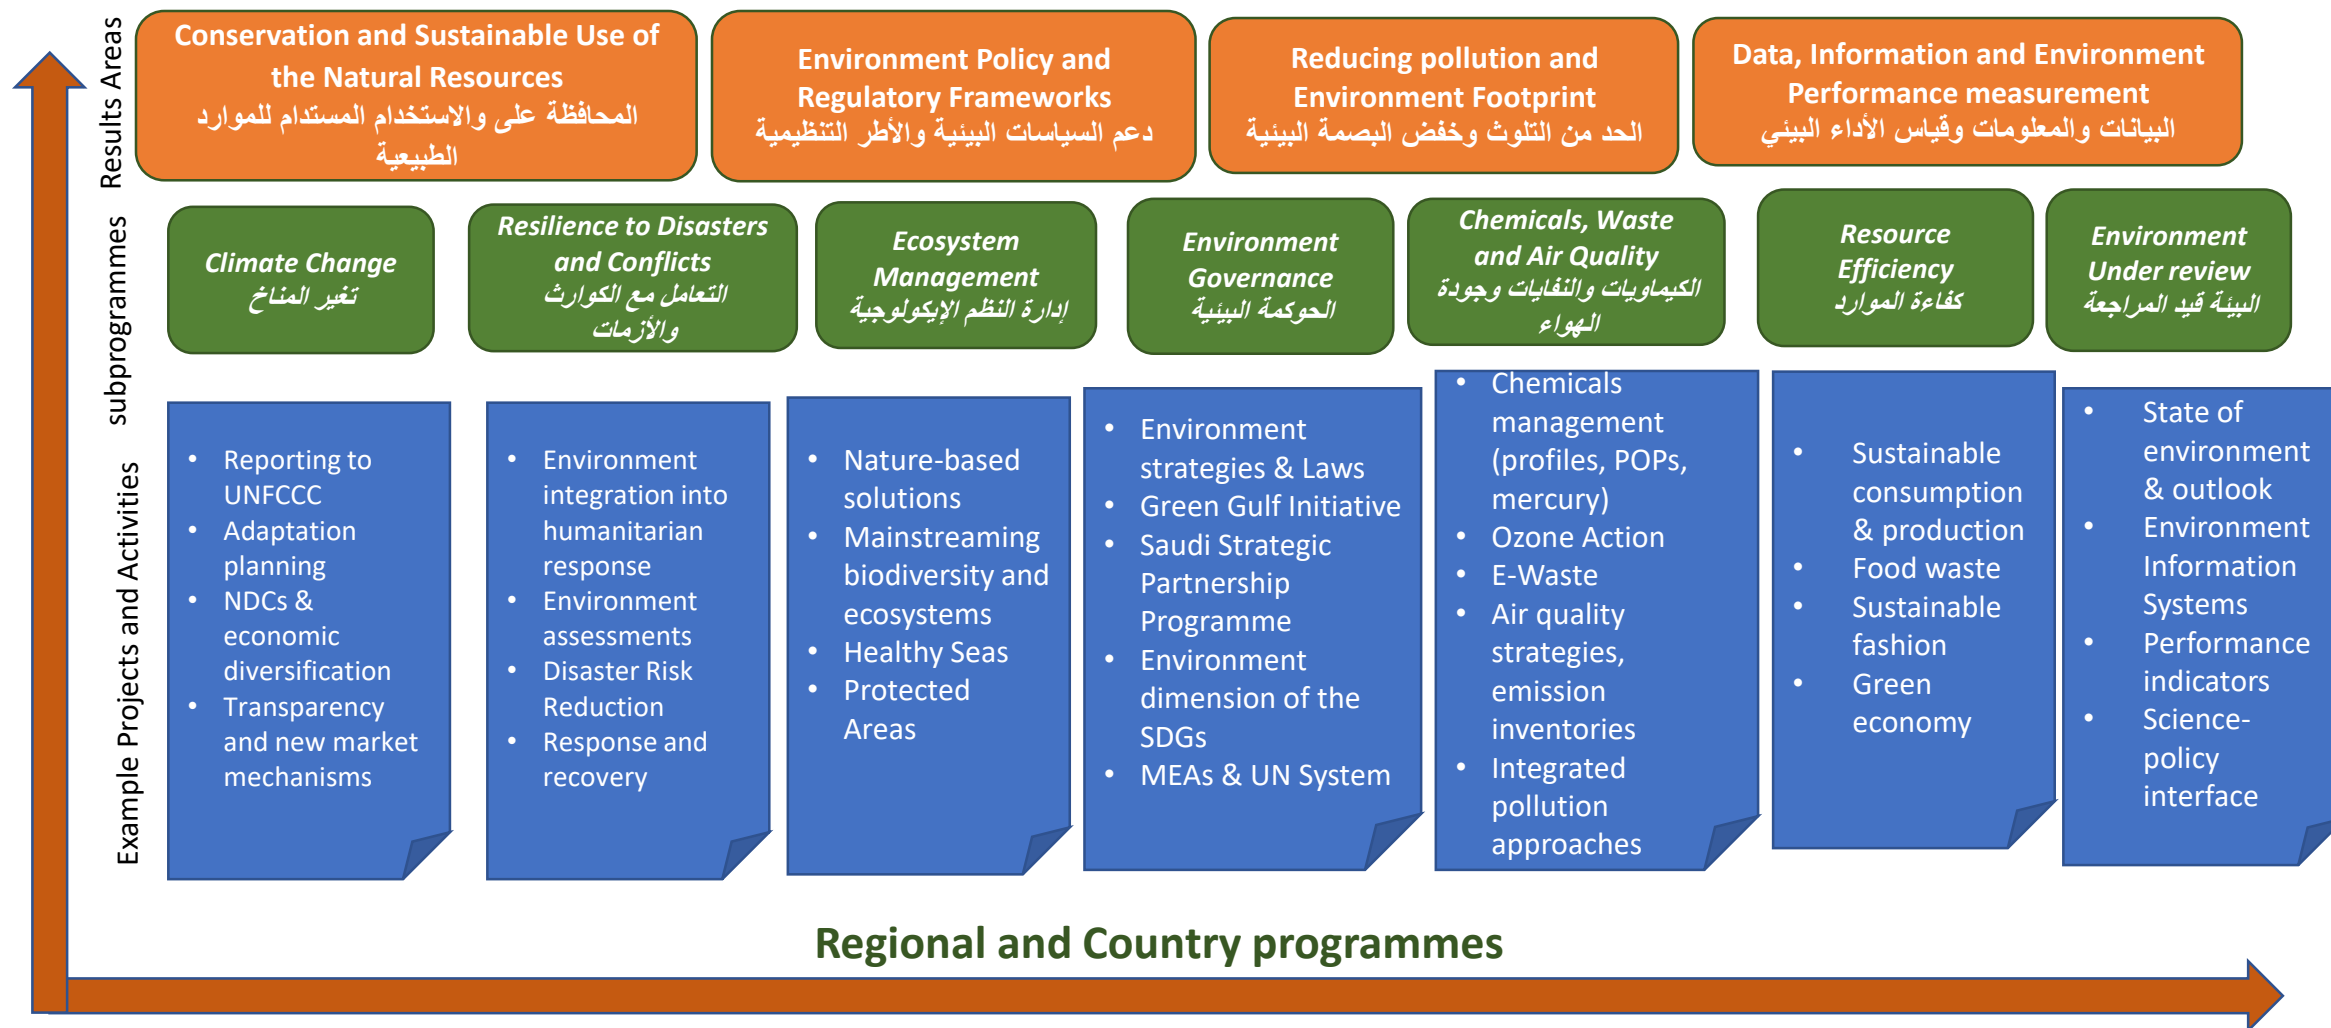 Results Areas
Conservation and Sustainable Use of
the Natural Resources
المحافظة على والاستخدام المستدام للموارد
الطبيعية
Environment Policy and
Regulatory Frameworks
دعم السياسات البيئية والأطر التنظيمية
Reducing pollution and
Environment Footprint
الحد من التلوث وخفض البصمة البيئية
Data, Information and Environment
Performance measurement
البيانات والمعلومات وقياس الأداء البيئي
subprogrammes
Climate Change
تغير المناخ
Resilience to Disasters
and Conflicts
التعامل مع الكوارث
والأزمات
Ecosystem
Management
إدارة النظم الإيكولوجية
Environment
Governance
الحوكمة البيئية
Chemicals, Waste
and Air Quality
الكيماويات والنفايات وجودة
الهواء
Resource
Efficiency
كفاءة الموارد
Environment
Under review
البيئة قيد المراجعة
Example Projects and Activities
• Reporting to
UNFCCC
• Adaptation
planning
• NDCs &
economic
diversification
• Transparency
and new market
mechanisms
• Environment
integration into
humanitarian
response
• Environment
assessments
• Disaster Risk
Reduction
• Response and
recovery
• Nature-based
solutions
• Mainstreaming
biodiversity and
ecosystems
• Healthy Seas
• Protected
Areas
• Environment
strategies & Laws
• Green Gulf Initiative
• Saudi Strategic
Partnership
Programme
• Environment
dimension of the
SDGs
• MEAs & UN System
• Chemicals
management
(profiles, POPs,
mercury)
• Ozone Action
• E-Waste
• Air quality
strategies,
emission
inventories
• Integrated
pollution
approaches
• Sustainable
consumption
& production
• Food waste
• Sustainable
fashion
• Green
economy
• State of
environment
& outlook
• Environment
Information
Systems
• Performance
indicators
• Science-
policy
interface
Regional and Country programmes